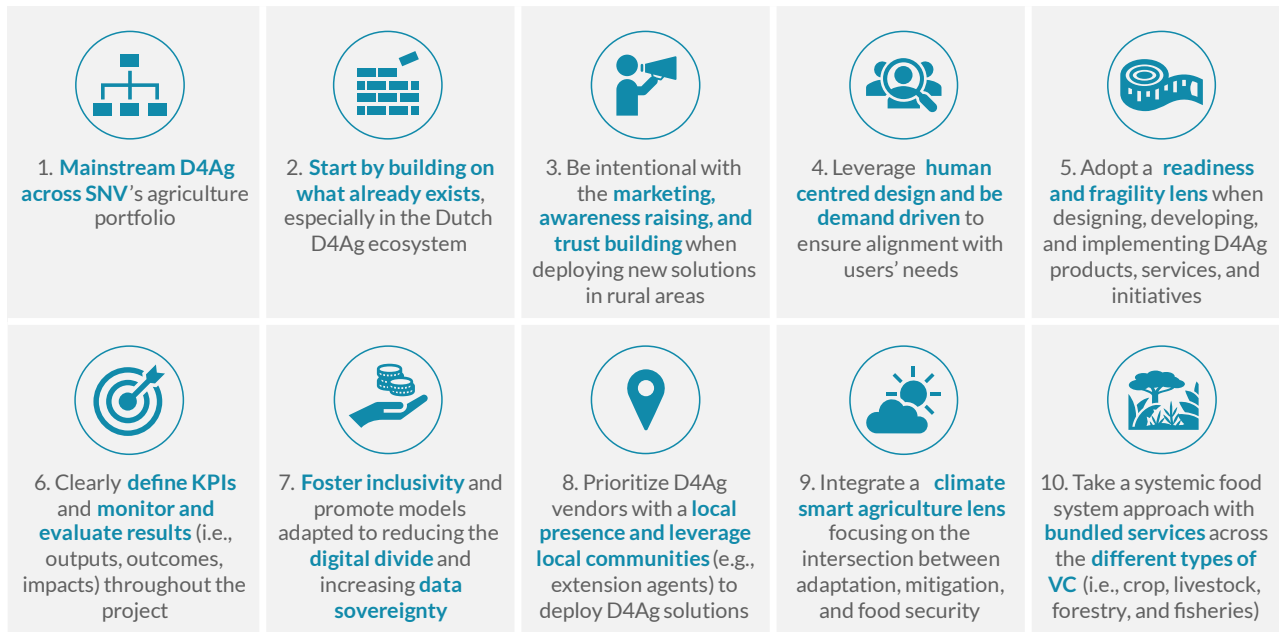 1. Mainstream D4Ag
across SNV's agriculture
portfolio
2. Start by building on
what already exists,
especially in the Dutch
D4Ag ecosystem
3. Be intentional with
the marketing,
awareness raising, and
trust building when
deploying new solutions
in rural areas
4. Leverage human
centred design and be
demand driven to
ensure alignment with
users' needs
5. Adopt a readiness
and fragility lens when
designing, developing,
and implementing D4Ag
products, services, and
initiatives
6. Clearly define KPIs
and monitor and
evaluate results (i.e.,
outputs, outcomes,
impacts) throughout the
project
7. Foster inclusivity and
promote models
adapted to reducing the
digital divide and
increasing data
sovereignty
8. Prioritize D4Ag
vendors with a local
presence and leverage
local communities (e.g.,
extension agents) to
deploy D4Ag solutions
9. Integrate a climate
smart agriculture lens
focusing on the
intersection between
adaptation, mitigation,
and food security
10. Take a systemic food
system approach with
bundled services across
the different types of
VC (i.e., crop, livestock,
forestry, and fisheries)